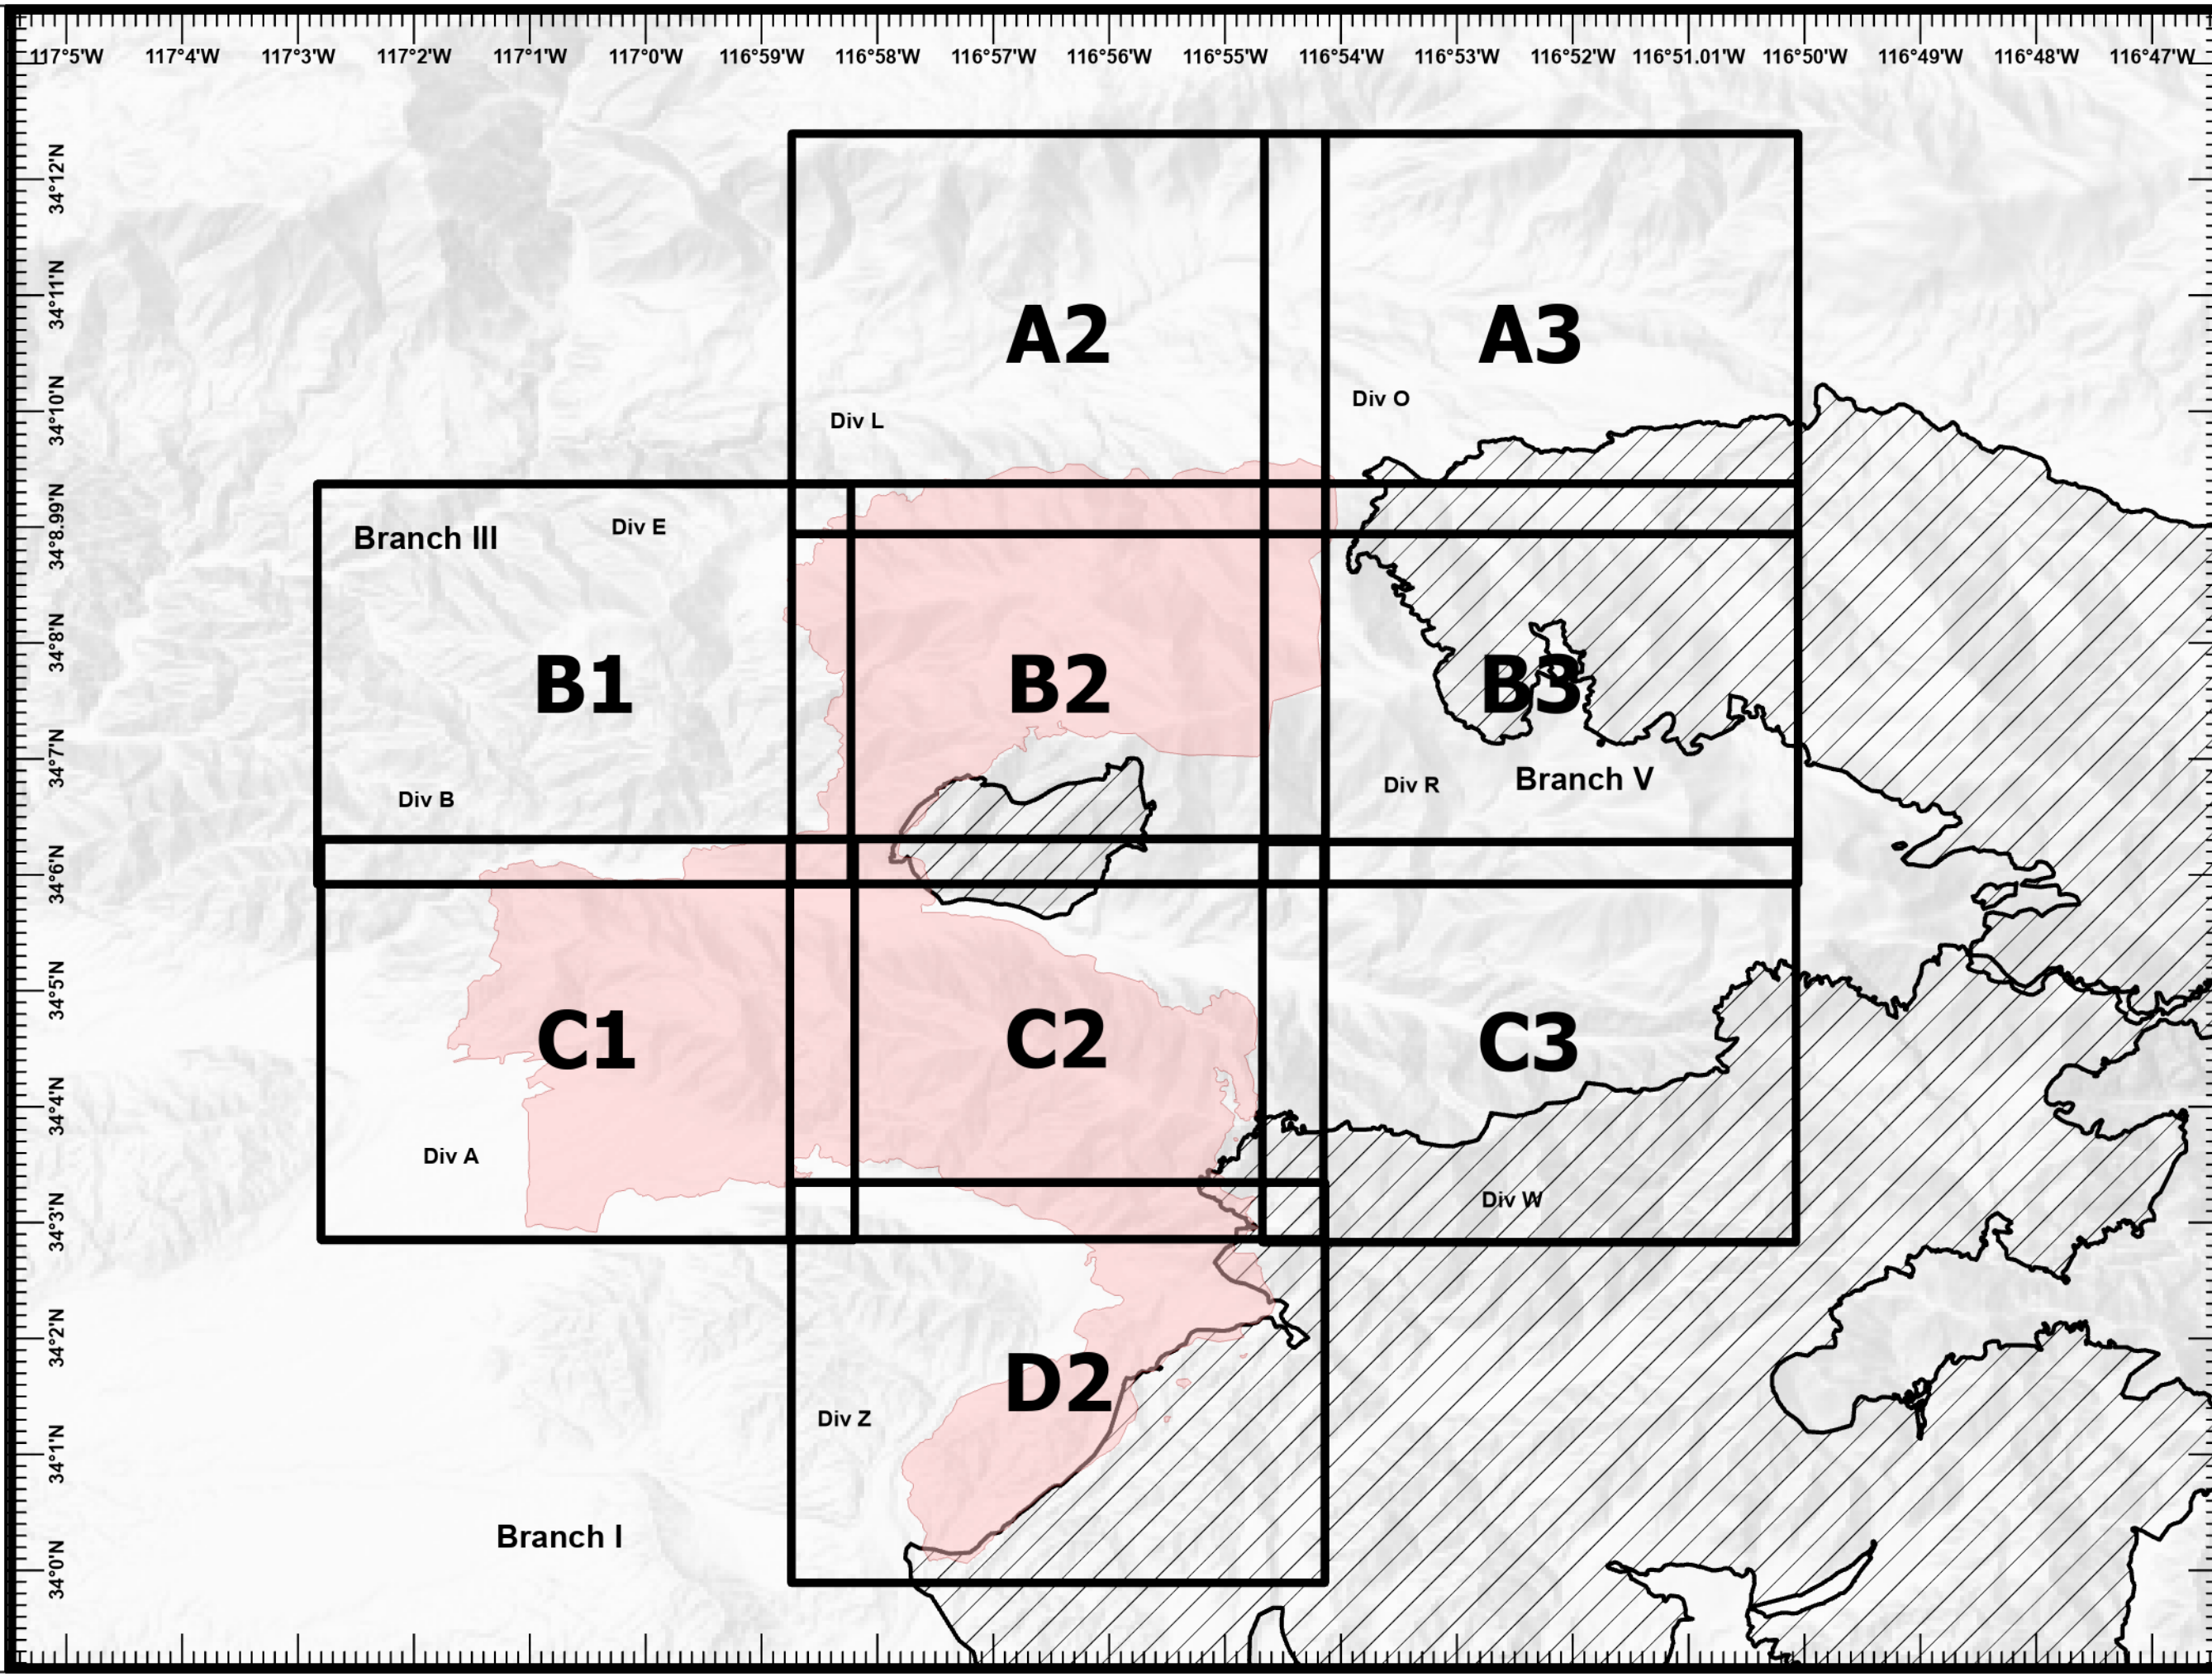 117°5'W 117°4'W 117°3'W 117°2'W 117°1'W 117°0'W 116°59'W 116°58'W 116°57'W 116°56'W 116°55'W 116°54'W 116°53'W 116°52'W 116°51.01'W 116°50'W 116°49'W 116°48'W 116°47'W
34°12'N
34°11'N
A2 A3
34°10'N
Div O
Div L
34°8.99'N
Branch III Div E
34°8'N
B1 B2 B3
34°7'N
Div R Branch V
Div B
34°6'N
34°5'N
C1 C2 C3
34°4'N
Div A
34°3'N
Div W
34°2'N
D2
Div Z
34°1'N
Branch I
34°0'N